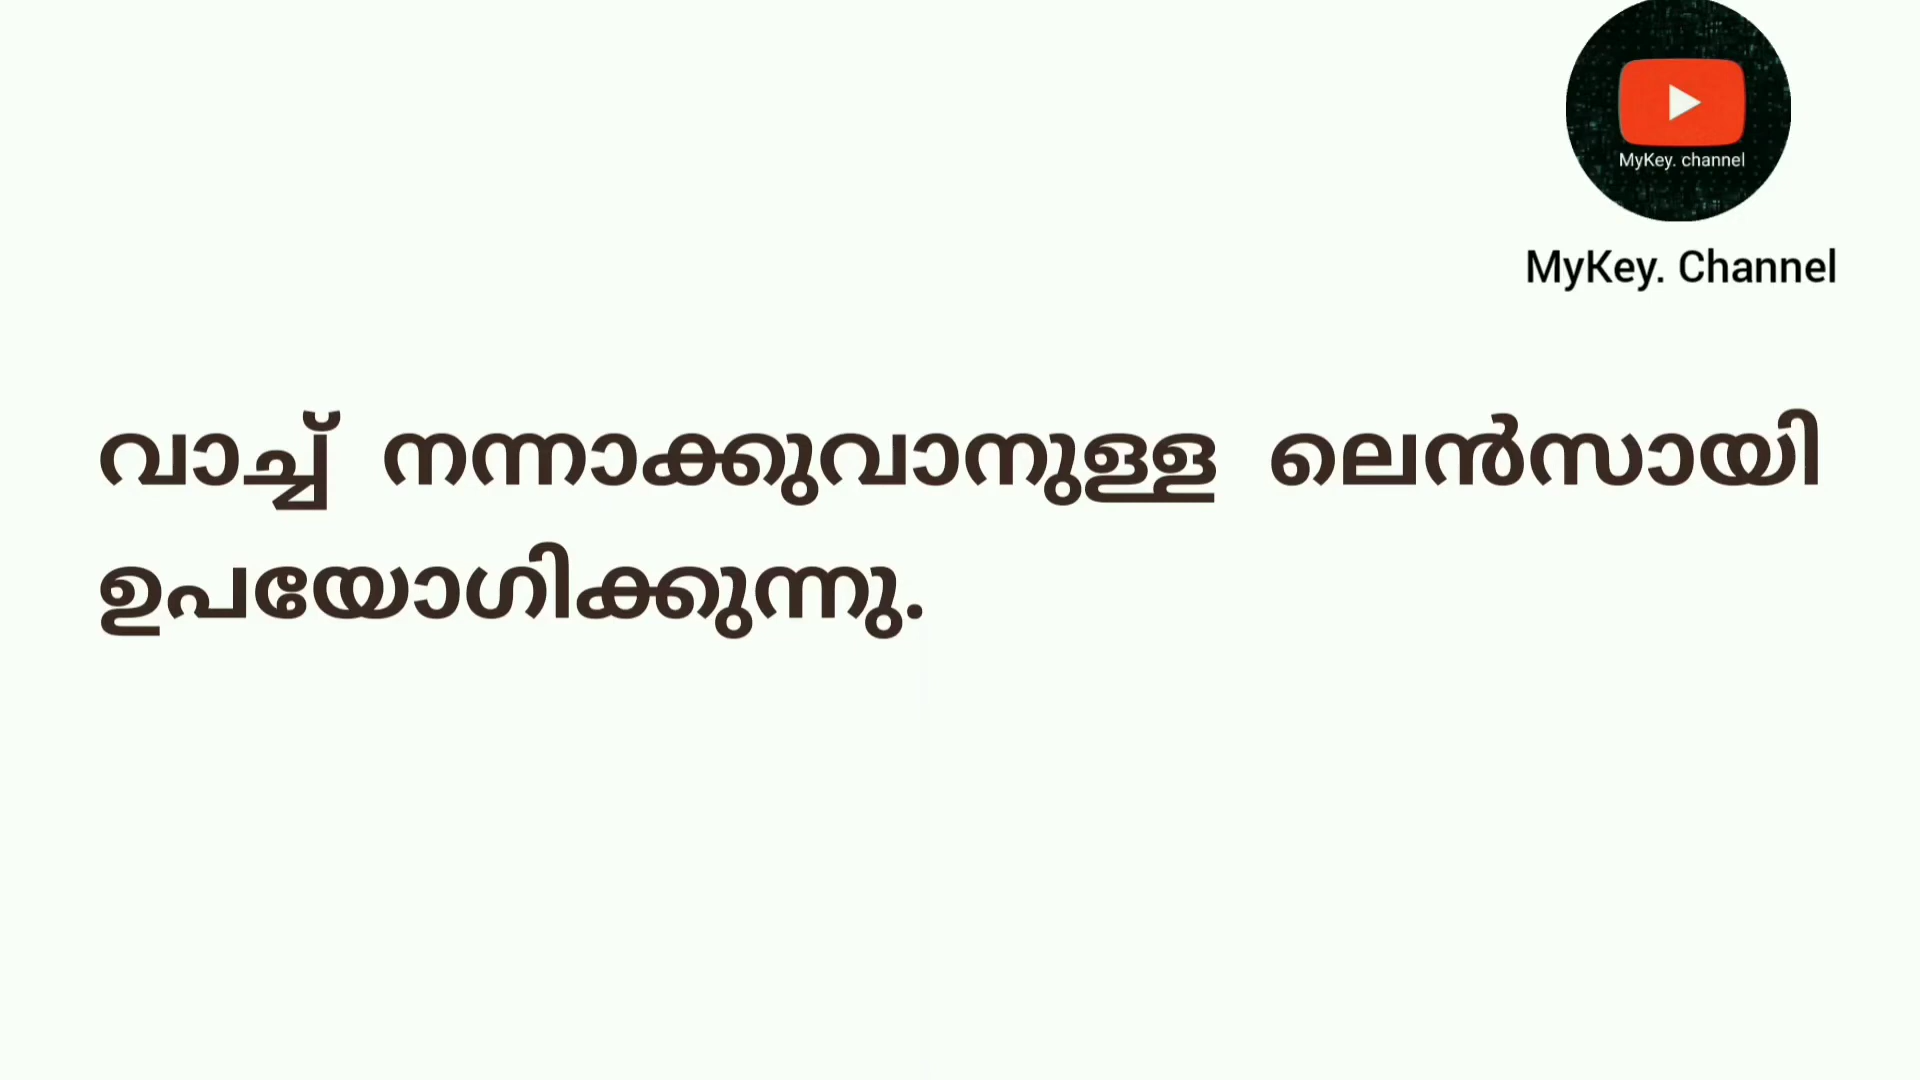 MyKey. channel
MyKey. Channel
വാച്ച് നന്നാക്കുവാനുള്ള ലെൻസായി
ഉപയോഗിക്കുന്നു.